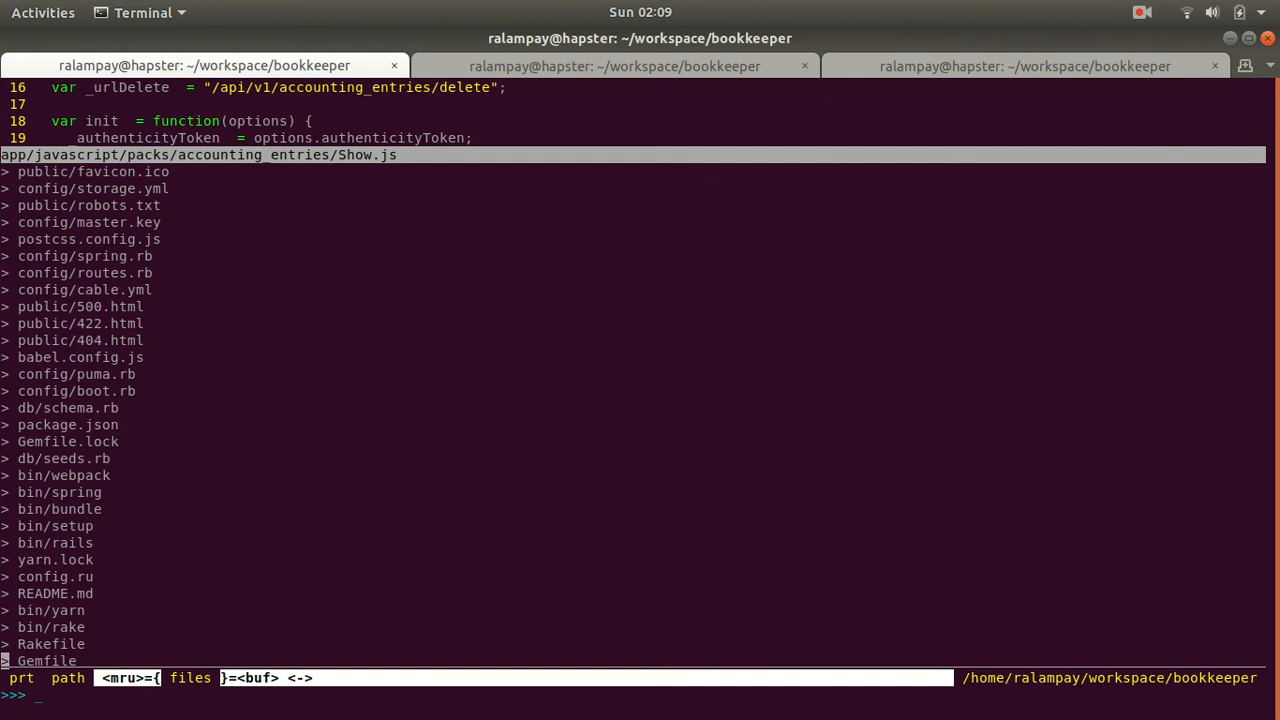 Activities Terminal Sun 02:09
ralampay@hapster: ~/workspace/bookkeeper
ralampay@hapster: ~/workspace/bookkeeper × ralampay@hapster: ~/workspace/bookkeeper × ralampay@hapster: ~/workspace/bookkeeper ×
16 var _urlDelete = "/api/v1/accounting_entries/delete";
17
18 var init = function(options) {
19 _authenticityToken = options.authenticityToken;
app/javascript/packs/accounting_entries/Show.js
> public/favicon.ico
> config/storage.yml
> public/robots.txt
> config/master.key
> postcss.config.js
> config/spring.rb
> config/routes.rb
> config/cable.yml
> public/500.html
> public/422.html
> public/404.html
> babel.config.js
> config/puma.rb
> config/boot.rb
> db/schema.rb
> package.json
> Gemfile.lock
> db/seeds.rb
> bin/webpack
> bin/spring
> bin/bundle
> bin/setup
> bin/rails
> yarn.lock
> config.ru
> README.md
> bin/yarn
> bin/rake
> Rakefile
> Gemfile
prt path <mru>={ files }=<buf> <-> /home/ralampay/workspace/bookkeeper
>>> _